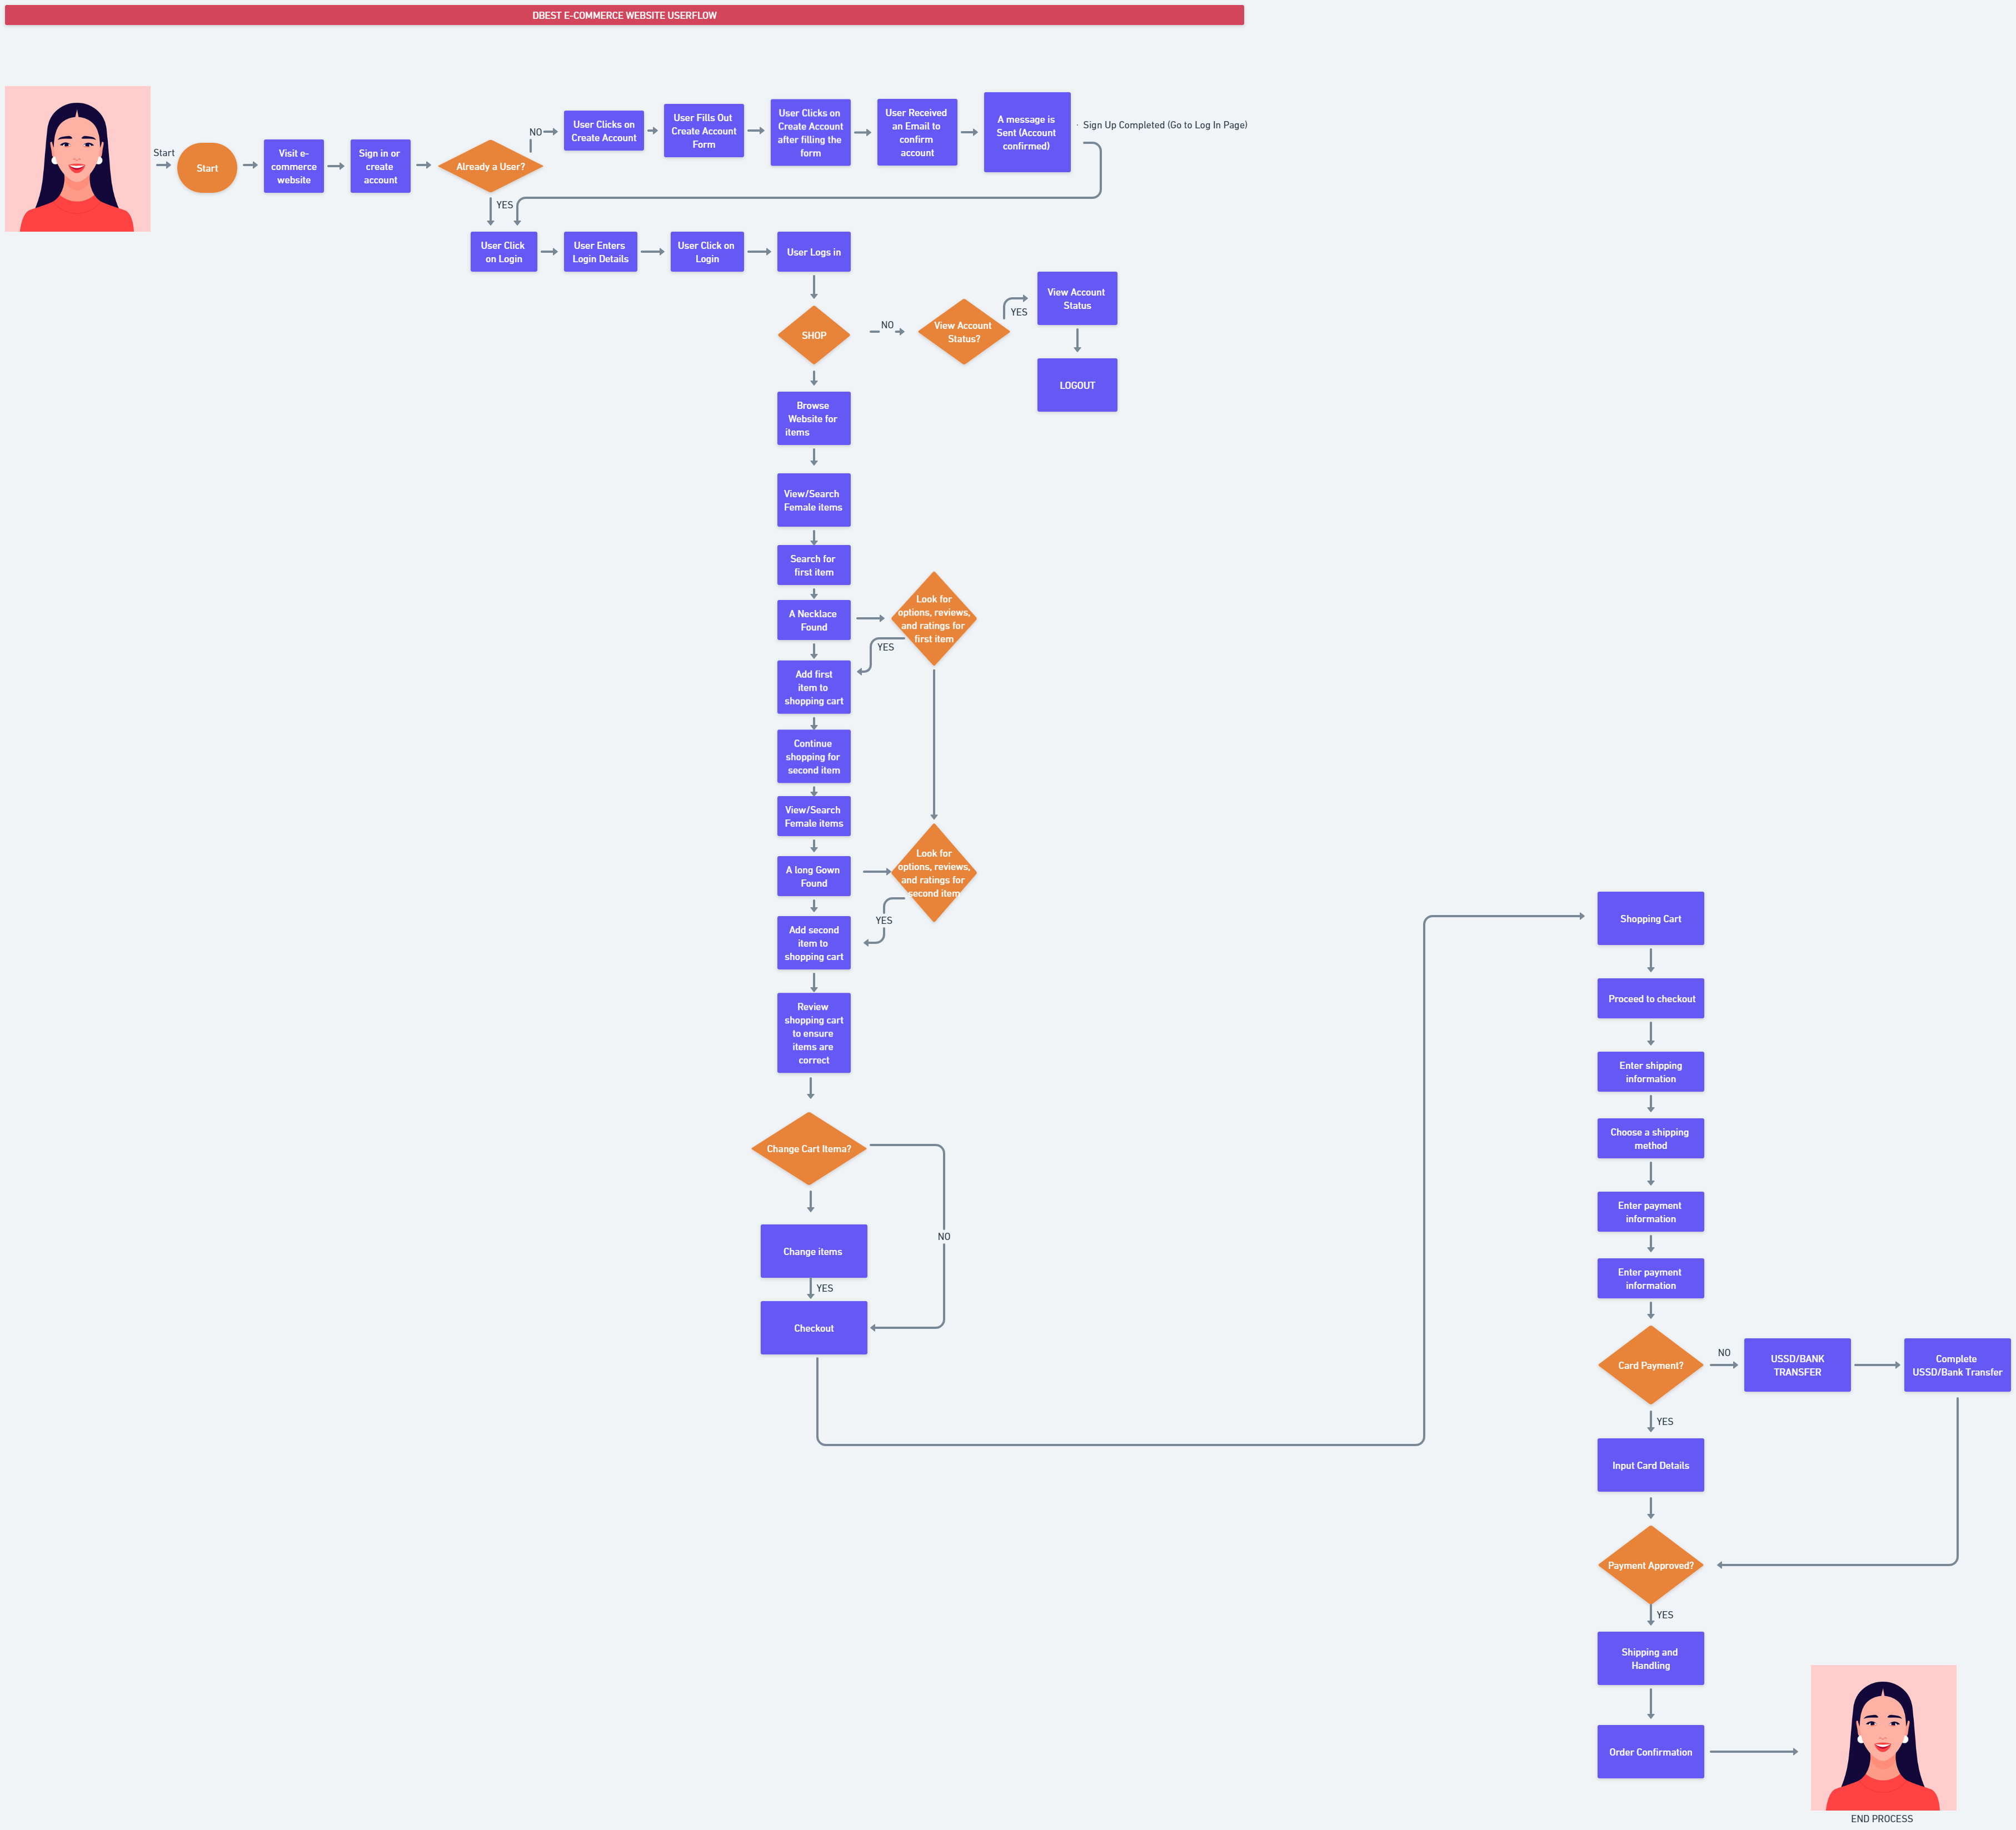 DBEST E-COMMERCE WEBSITE USERFLOW
Start
Start
Visit e-
commerce
website
Sign in or
create
account
Already a User?
NO
User Clicks on
Create Account
User Fills Out
Create Account
Form
User Clicks on
Create Account
after filling the
form
User Received
an Email to
confirm
account
A message is
Sent (Account
confirmed)
Sign Up Completed (Go to Log In Page)
YES
User Click
on Login
User Enters
Login Details
User Click on
Login
User Logs in
SHOP
NO
View Account
Status?
YES
View Account
Status
LOGOUT
Browse
Website for
items
View/Search
Female items
Search for
first item
A Necklace
Found
Look for
options, reviews,
and ratings for
first item
YES
Add first
item to
shopping cart
Continue
shopping for
second item
View/Search
Female items
A long Gown
Found
Look for
options, reviews,
and ratings for
second item
YES
Add second
item to
shopping cart
Review
shopping cart
to ensure
items are
correct
Change Cart Itema?
NO
Change items
YES
Checkout
Shopping Cart
Proceed to checkout
Enter shipping
information
Choose a shipping
method
Enter payment
information
Enter payment
information
Card Payment?
NO
USSD/BANK
TRANSFER
Complete
USSD/Bank Transfer
YES
Input Card Details
Payment Approved?
YES
Shipping and
Handling
Order Confirmation
END PROCESS